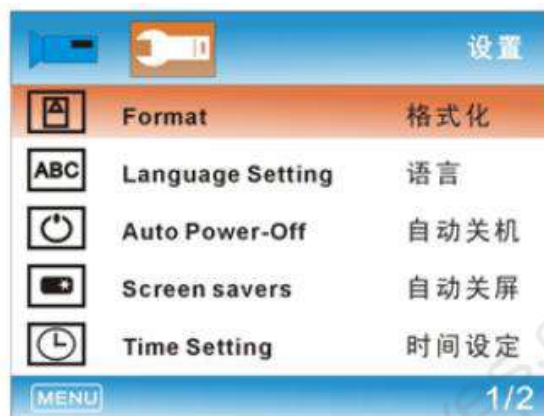 设置
Format 格式化
ABC Language Setting 语言
Auto Power-Off 自动关机
Screen savers 自动关屏
Time Setting 时间设定
MENU 1/2